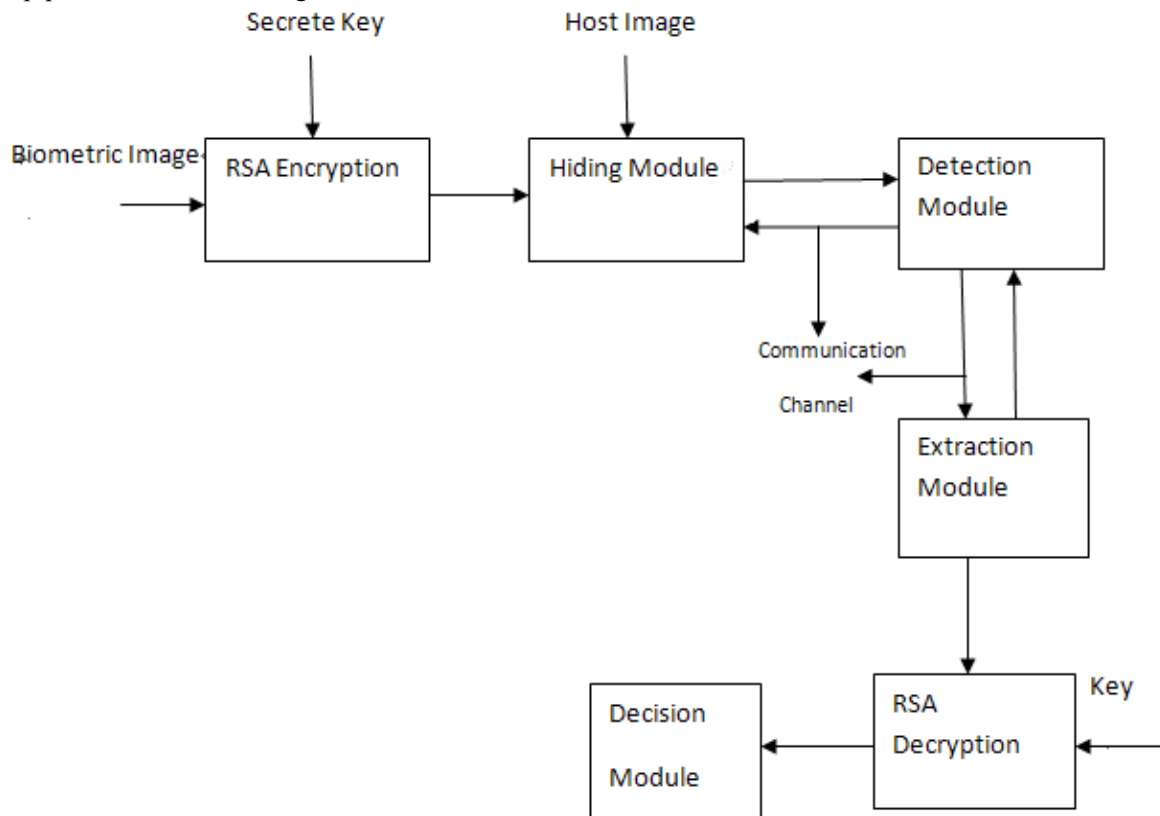 Secrete Key
Host Image
Biometric Image
RSA Encryption
Hiding Module
Detection
Module
Communication
Channel
Extraction
Module
Key
RSA
Decryption
Decision
Module